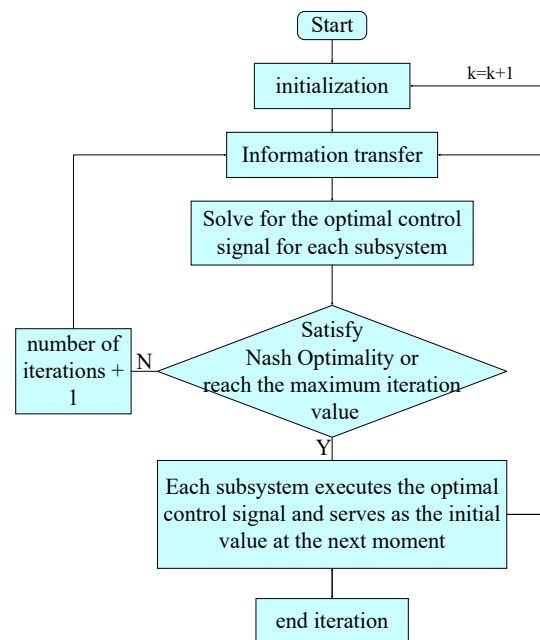 Start
k=k+1
initialization
Information transfer
Solve for the optimal control
signal for each subsystem
Satisfy
Nash Optimality or
reach the maximum iteration
value
number of
iterations +
1
N
Y
Each subsystem executes the optimal
control signal and serves as the initial
value at the next moment
end iteration